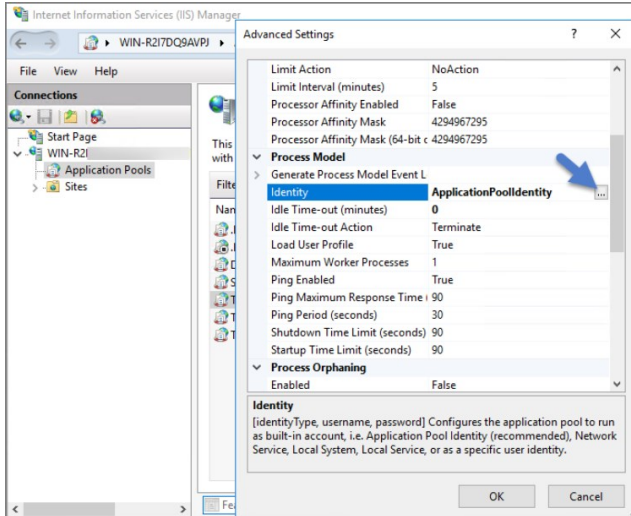 Internet Information Services (IIS) Manager
WIN-R2I7DQ9AVPJ
File View Help
Connections
Start Page
WIN-R2I
Application Pools
Sites
This
with
Filte
Nan
Fea
Advanced Settings
Limit Action NoAction
Limit Interval (minutes) 5
Processor Affinity Enabled False
Processor Affinity Mask 4294967295
Processor Affinity Mask (64-bit c 4294967295
Process Model
Generate Process Model Event L
Identity ApplicationPoolIdentity ...
Idle Time-out (minutes) 0
Idle Time-out Action Terminate
Load User Profile True
Maximum Worker Processes 1
Ping Enabled True
Ping Maximum Response Time ( 90
Ping Period (seconds) 30
Shutdown Time Limit (seconds) 90
Startup Time Limit (seconds) 90
Process Orphaning
Enabled False
Identity
[identityType, username, password] Configures the application pool to run
as built-in account, i.e. Application Pool Identity (recommended), Network
Service, Local System, Local Service, or as a specific user identity.
OK Cancel